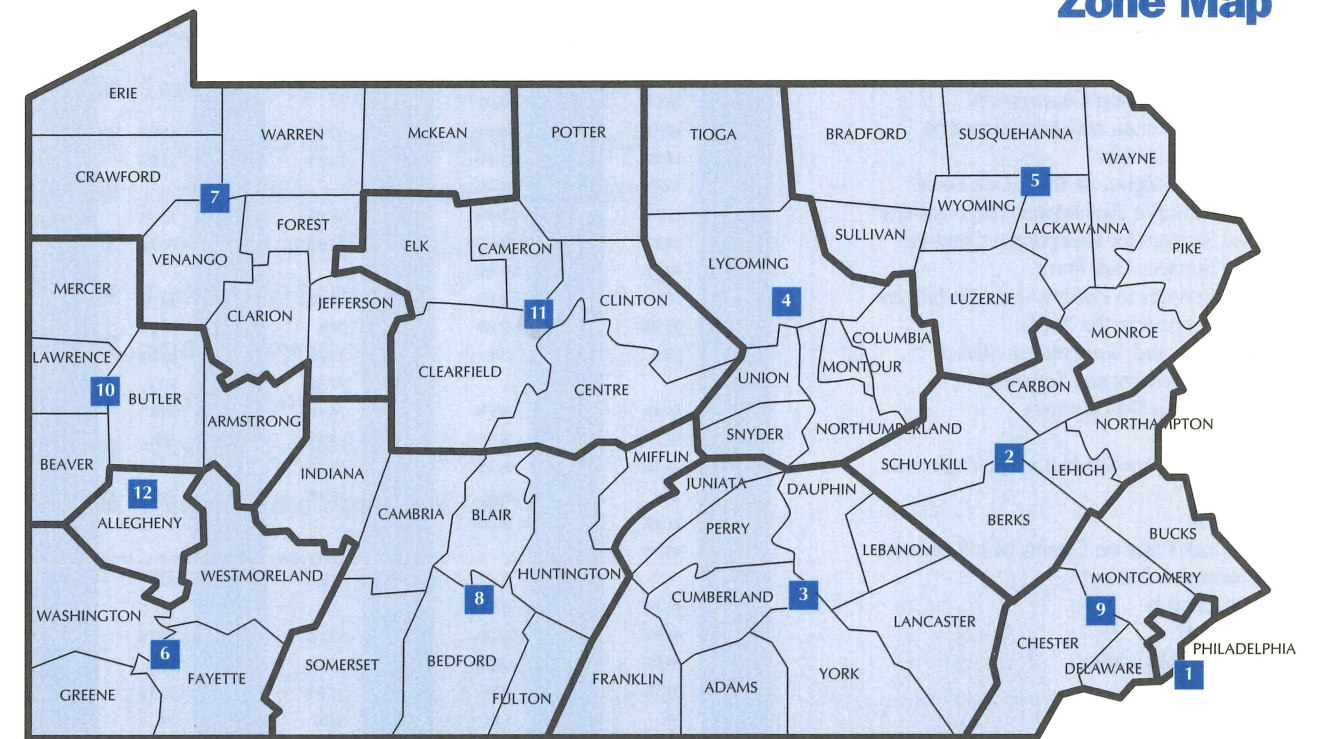 Zone Map
ERIE
WARREN
McKEAN
POTTER
TIOGA
BRADFORD
SUSQUEHANNA
WAYNE
CRAWFORD
7
5
FOREST
WYOMING
LACKAWANNA
SULLIVAN
PIKE
ELK
CAMERON
VENANGO
LYCOMING
MERCER
CLINTON
LUZERNE
JEFFERSON
4
11
CLARION
MONROE
COLUMBIA
LAWRENCE
MONTOUR
CLEARFIELD
UNION
CARBON
10
BUTLER
CENTRE
ARMSTRONG
NORTHAMPTON
NORTHUMBERLAND
SNYDER
MIFFLIN
2
BEAVER
SCHUYLKILL
LEHIGH
INDIANA
JUNIATA
DAUPHIN
12
ALLEGHENY
CAMBRIA
BLAIR
BERKS
PERRY
BUCKS
LEBANON
WESTMORELAND
HUNTINGTON
MONTGOMERY
8
CUMBERLAND
3
9
WASHINGTON
LANCASTER
CHESTER
PHILADELPHIA
6
SOMERSET
BEDFORD
DELAWARE
1
FAYETTE
FRANKLIN
YORK
GREENE
ADAMS
FULTON